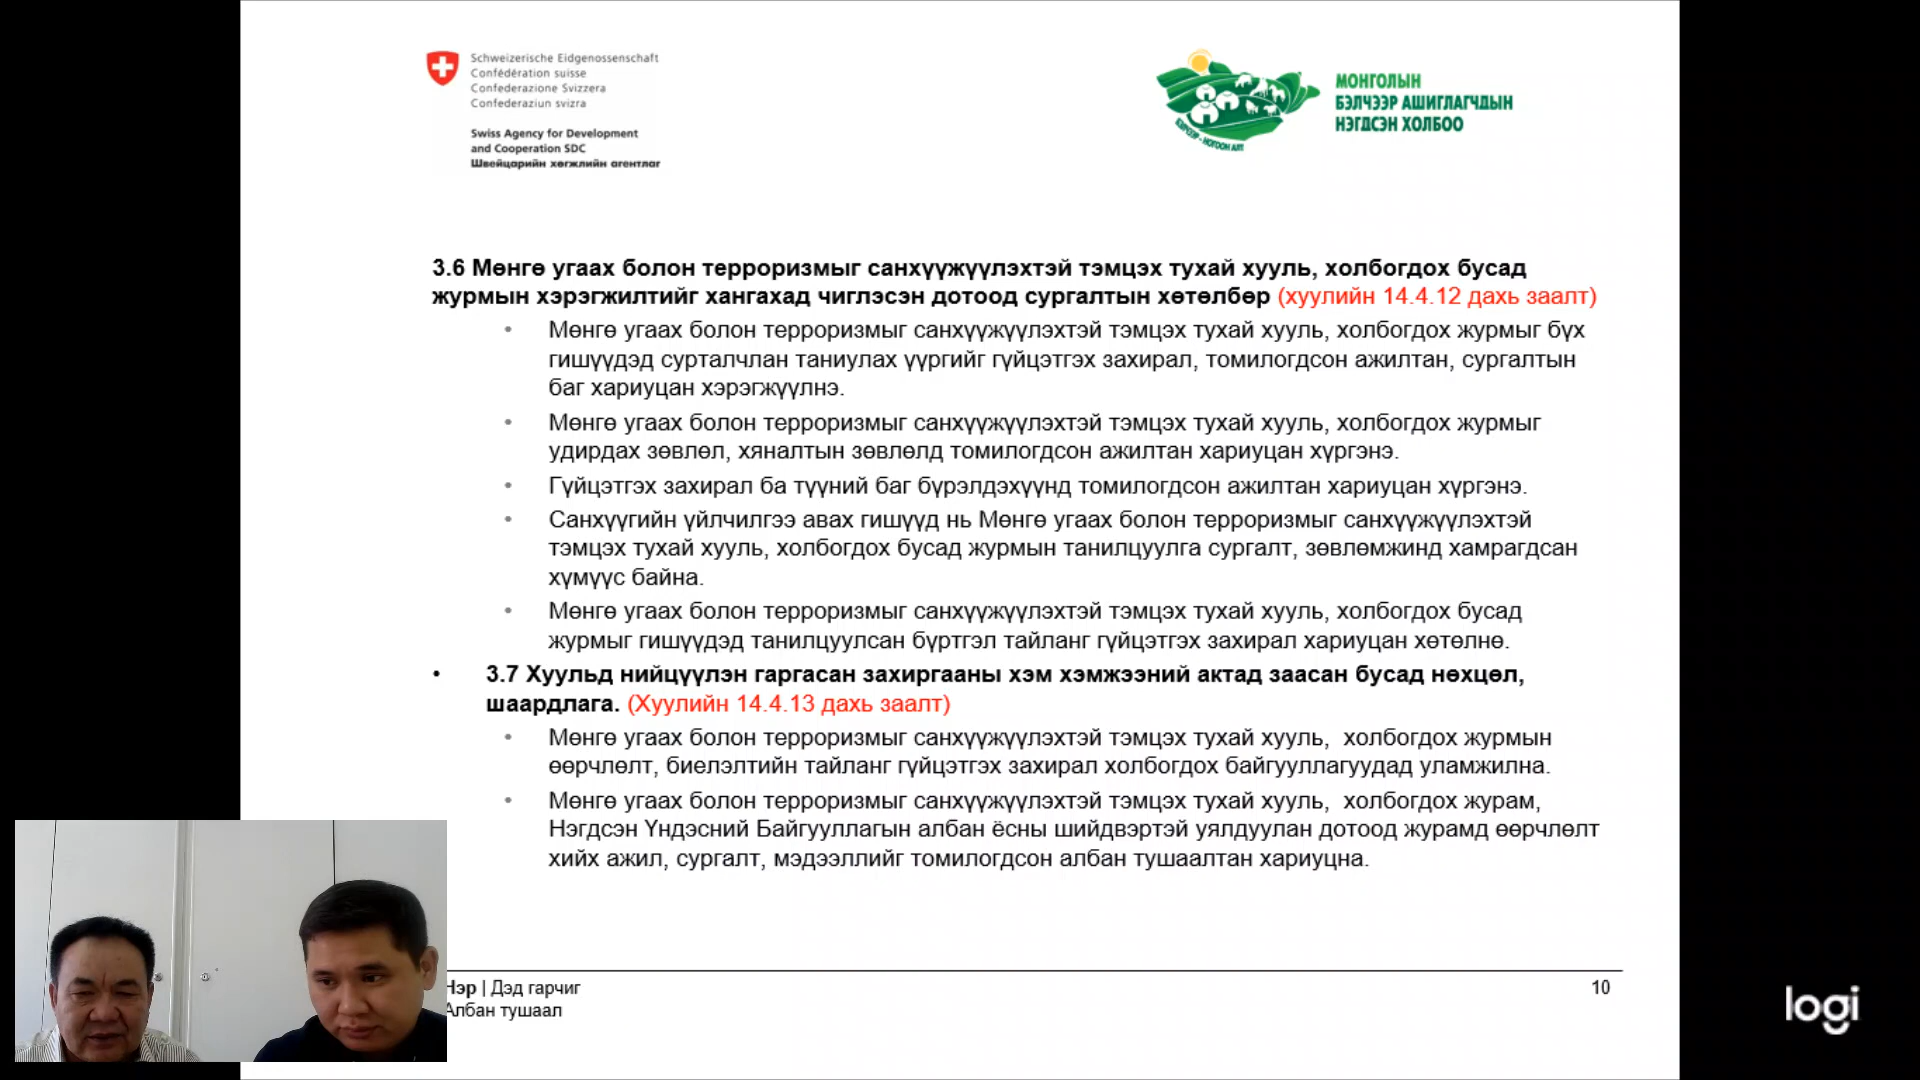 Schweizerische Eidgenossenschaft
Confédération suisse
Confederazione Svizzera
Confederaziun svizra
Swiss Agency for Development
and Cooperation SDC
Швейцарийн хөгжлийн агентлаг
БЭЛЧЭЭР - НОГООН АЛТ
МОНГОЛЫН
БЭЛЧЭЭР АШИГЛАГЧДЫН
НЭГДСЭН ХОЛБОО
3.6 Мөнгө угаах болон терроризмыг санхүүжүүлэхтэй тэмцэх тухай хууль, холбогдох бусад
журмын хэрэгжилтийг хангахад чиглэсэн дотоод сургалтын хөтөлбөр (хуулийн 14.4.12 дахь заалт)
• Мөнгө угаах болон терроризмыг санхүүжүүлэхтэй тэмцэх тухай хууль, холбогдох журмыг бүх
гишүүдэд сурталчлан таниулах үүргийг гүйцэтгэх захирал, томилогдсон ажилтан, сургалтын
баг хариуцан хэрэгжүүлнэ.
• Мөнгө угаах болон терроризмыг санхүүжүүлэхтэй тэмцэх тухай хууль, холбогдох журмыг
удирдах зөвлөл, хяналтын зөвлөлд томилогдсон ажилтан хариуцан хүргэнэ.
• Гүйцэтгэх захирал ба түүний баг бүрэлдэхүүнд томилогдсон ажилтан хариуцан хүргэнэ.
• Санхүүгийн үйлчилгээ авах гишүүд нь Мөнгө угаах болон терроризмыг санхүүжүүлэхтэй
тэмцэх тухай хууль, холбогдох бусад журмын танилцуулга сургалт, зөвлөмжинд хамрагдсан
хүмүүс байна.
• Мөнгө угаах болон терроризмыг санхүүжүүлэхтэй тэмцэх тухай хууль, холбогдох бусад
журмыг гишүүдэд танилцуулсан бүртгэл тайланг гүйцэтгэх захирал хариуцан хөтөлнө.
• 3.7 Хуульд нийцүүлэн гаргасан захиргааны хэм хэмжээний актад заасан бусад нөхцөл,
шаардлага. (Хуулийн 14.4.13 дахь заалт)
• Мөнгө угаах болон терроризмыг санхүүжүүлэхтэй тэмцэх тухай хууль, холбогдох журмын
өөрчлөлт, биелэлтийн тайланг гүйцэтгэх захирал холбогдох байгууллагуудад уламжилна.
• Мөнгө угаах болон терроризмыг санхүүжүүлэхтэй тэмцэх тухай хууль, холбогдох журам,
Нэгдсэн Үндэсний Байгууллагын албан ёсны шийдвэртэй уялдуулан дотоод журамд өөрчлөлт
хийх ажил, сургалт, мэдээллийг томилогдсон албан тушаалтан хариуцна.
Нэр | Дэд гарчиг
Албан тушаал
10
logi